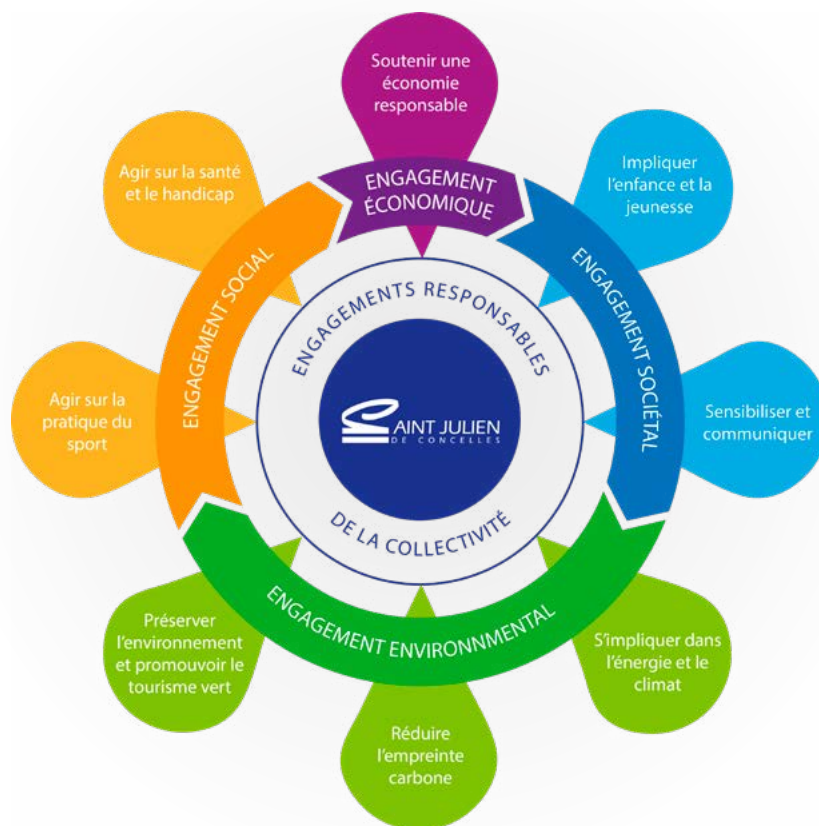 Soutenir une
économie
responsable
ENGAGEMENT
ÉCONOMIQUE
Impliquer
l'enfance et la
jeunesse
ENGAGEMENT SOCIÉTAL
Sensibiliser et
communiquer
S'impliquer dans
l'énergie et le
climat
ENGAGEMENT ENVIRONNMENTAL
Réduire
l'empreinte
carbone
Préserver
l'environnement
et promouvoir le
tourisme vert
Agir sur la
pratique du
sport
ENGAGEMENT SOCIAL
Agir sur la santé
et le handicap
ENGAGEMENTS RESPONSABLES
DE LA COLLECTIVITÉ
SAINT JULIEN
DE CONCELLES